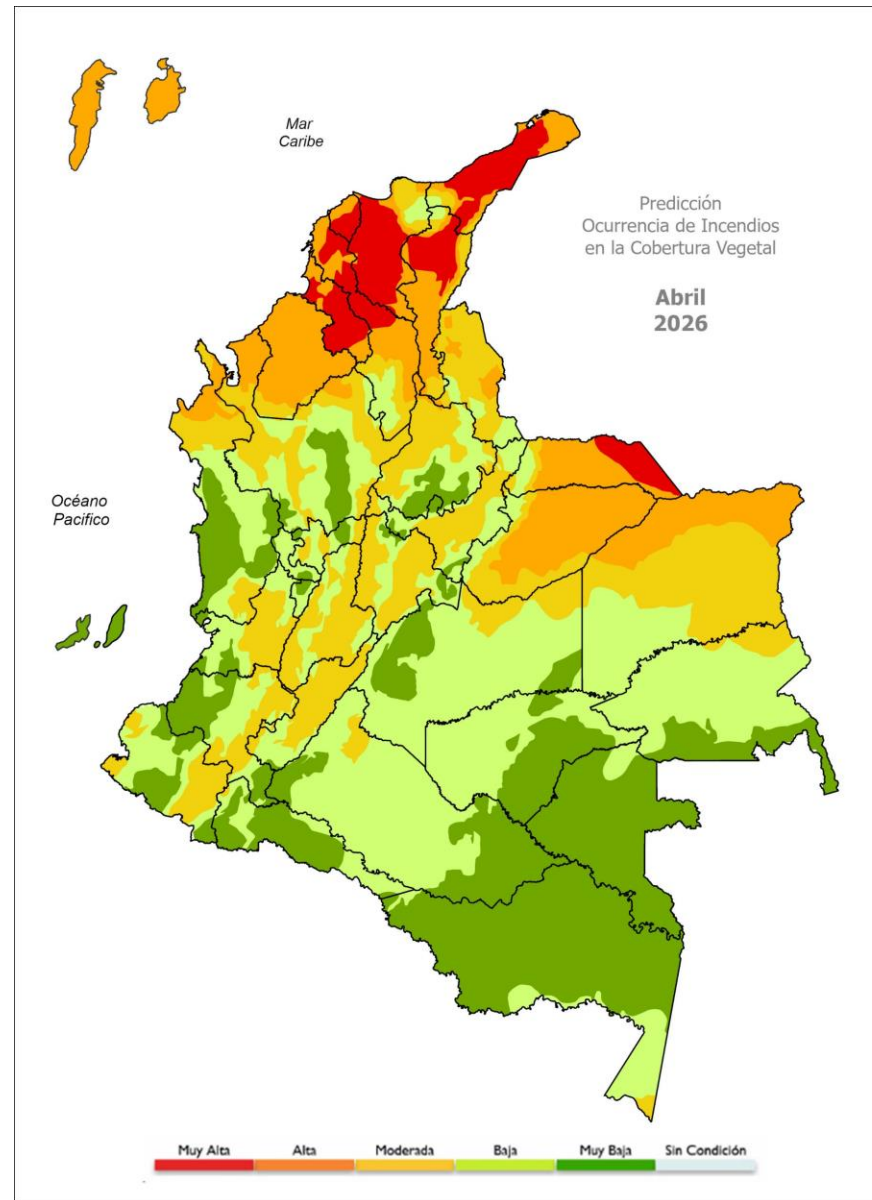 Mar
Caribe
Predicción
Ocurrencia de Incendios
en la Cobertura Vegetal
Abril
2026
Océano
Pacifico
Muy Alta
Alta
Moderada
Baja
Muy Baja
Sin Condición